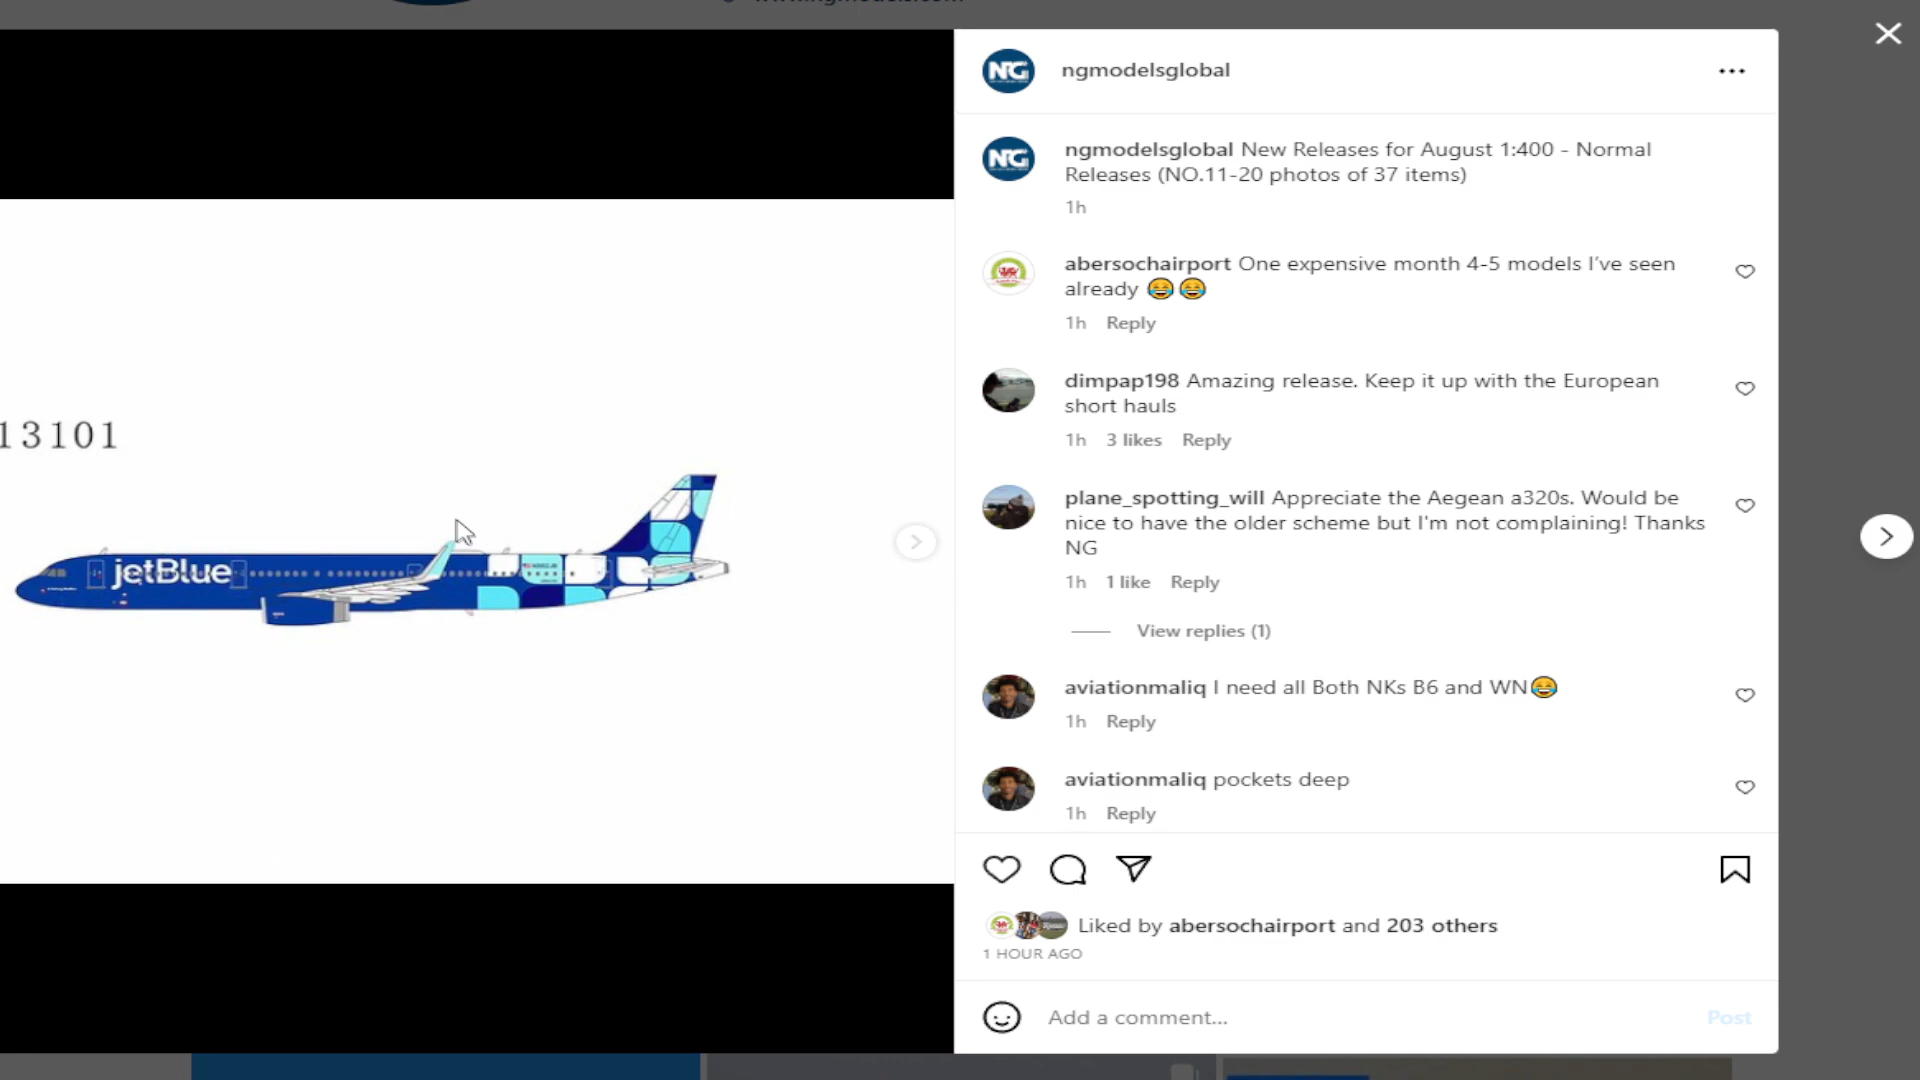 ngmodelsglobal
ngmodelsglobal New Releases for August 1:400 - Normal
Releases (NO.11-20 photos of 37 items)
1h
abersochairport One expensive month 4-5 models I've seen
already 😂😂
1h Reply
dimpap198 Amazing release. Keep it up with the European
short hauls
1h 3 likes Reply
13101
plane_spotting_will Appreciate the Aegean a320s. Would be
nice to have the older scheme but I'm not complaining! Thanks
NG
1h 1 like Reply
jetBlue
View replies (1)
aviationmaliq I need all Both NKs B6 and WN😂
1h Reply
aviationmaliq pockets deep
1h Reply
Liked by abersochairport and 203 others
1 HOUR AGO
Add a comment...
Post